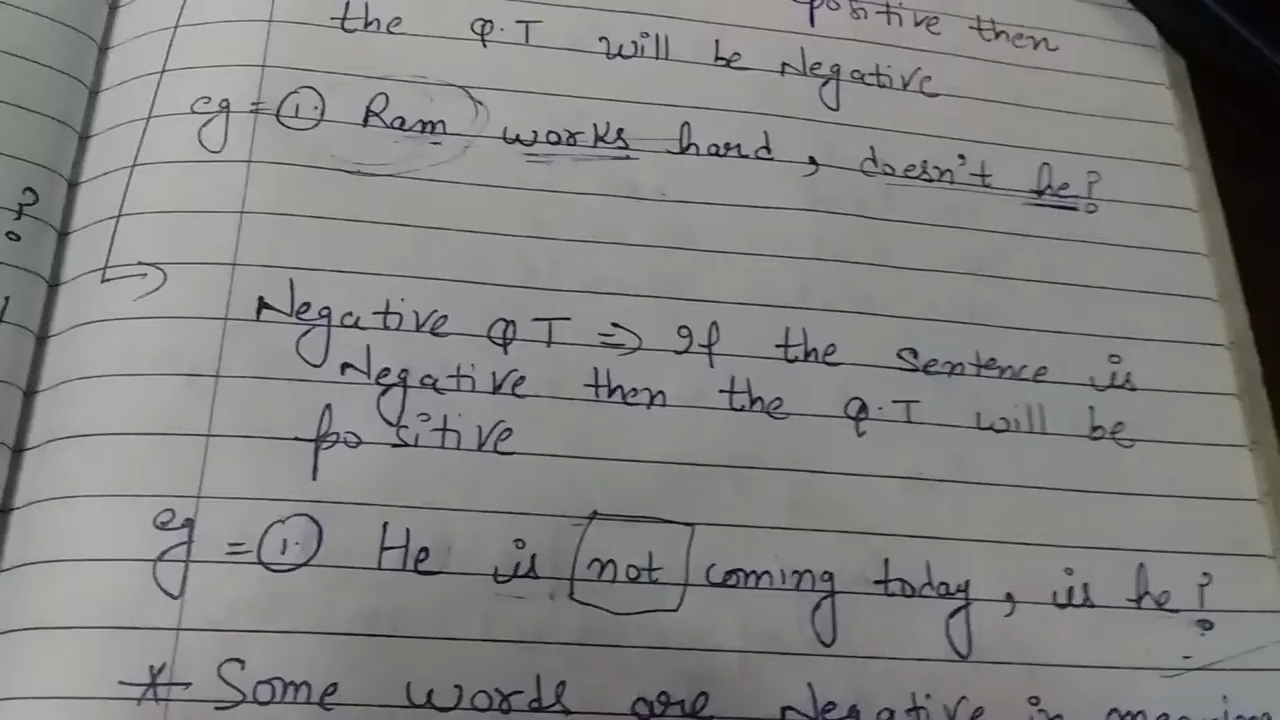 positive then
the Q.T will be Negative
eg = ① Ram works hard, doesn't he?
Negative QT ⇒ If the sentence is
Negative then the Q.T will be
positive
eg = ① He is not coming today, is he?
* Some words are Negative in